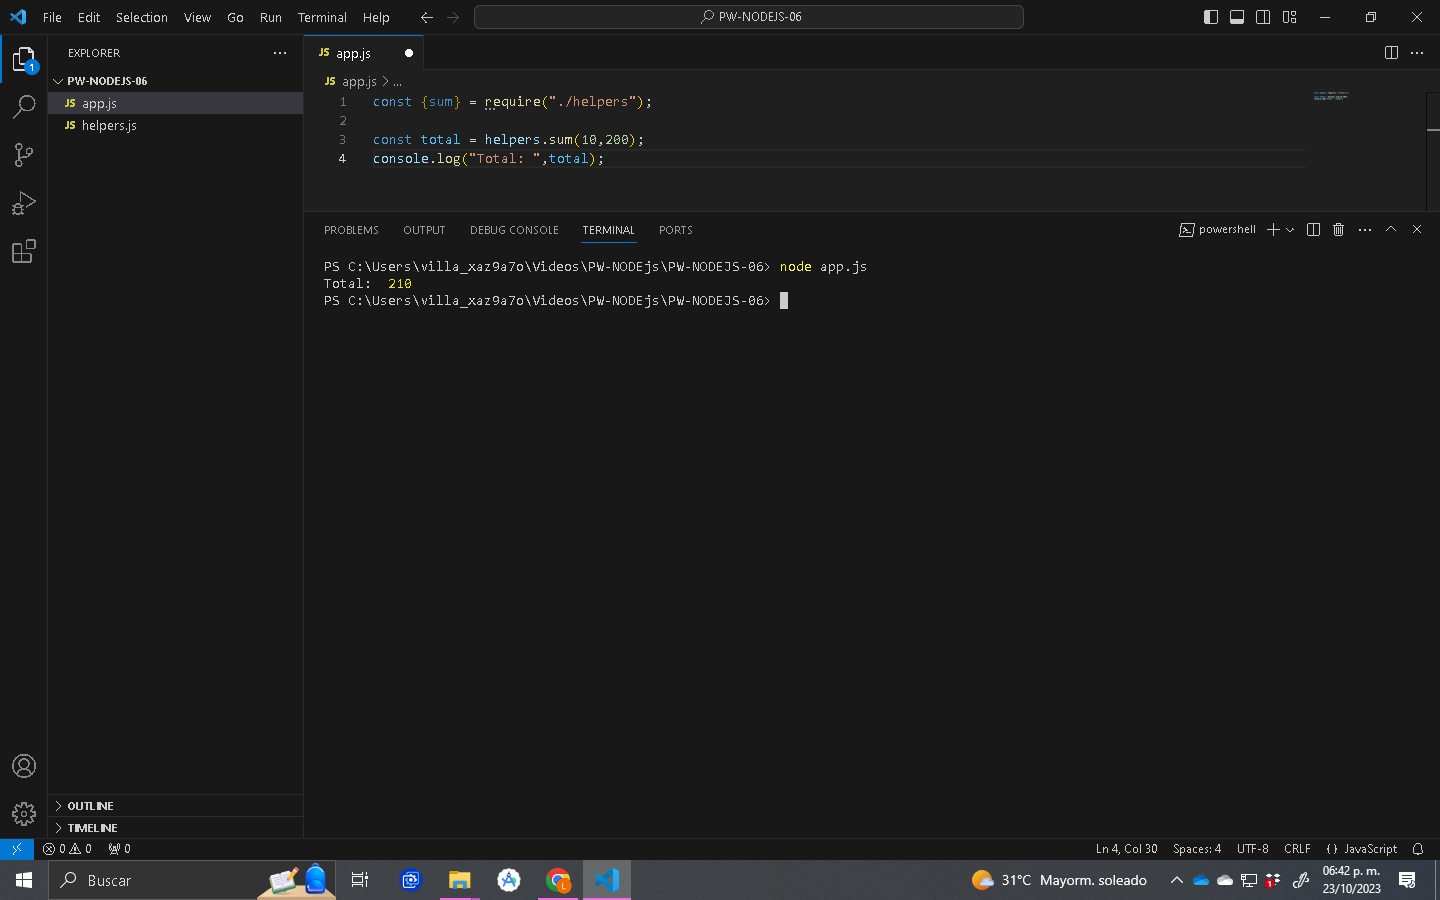 File Edit Selection View Go Run Terminal Help
PW-NODEJS-06
EXPLORER
PW-NODEJS-06
JS app.js
JS helpers.js
OUTLINE
TIMELINE
JS app.js
JS app.js > ...
1 const {sum} = require("./helpers");
2
3 const total = helpers.sum(10,200);
4 console.log("Total: ",total);
PROBLEMS OUTPUT DEBUG CONSOLE TERMINAL PORTS
powershell
PS C:\Users\villa_xaz9a7o\Videos\PW-NODEjs\PW-NODEJS-06> node app.js
Total:  210
PS C:\Users\villa_xaz9a7o\Videos\PW-NODEjs\PW-NODEJS-06>
1
0 0 0
Ln 4, Col 30 Spaces: 4 UTF-8 CRLF {} JavaScript
Buscar
L
31°C Mayorm. soleado
1
06:42 p. m.
23/10/2023